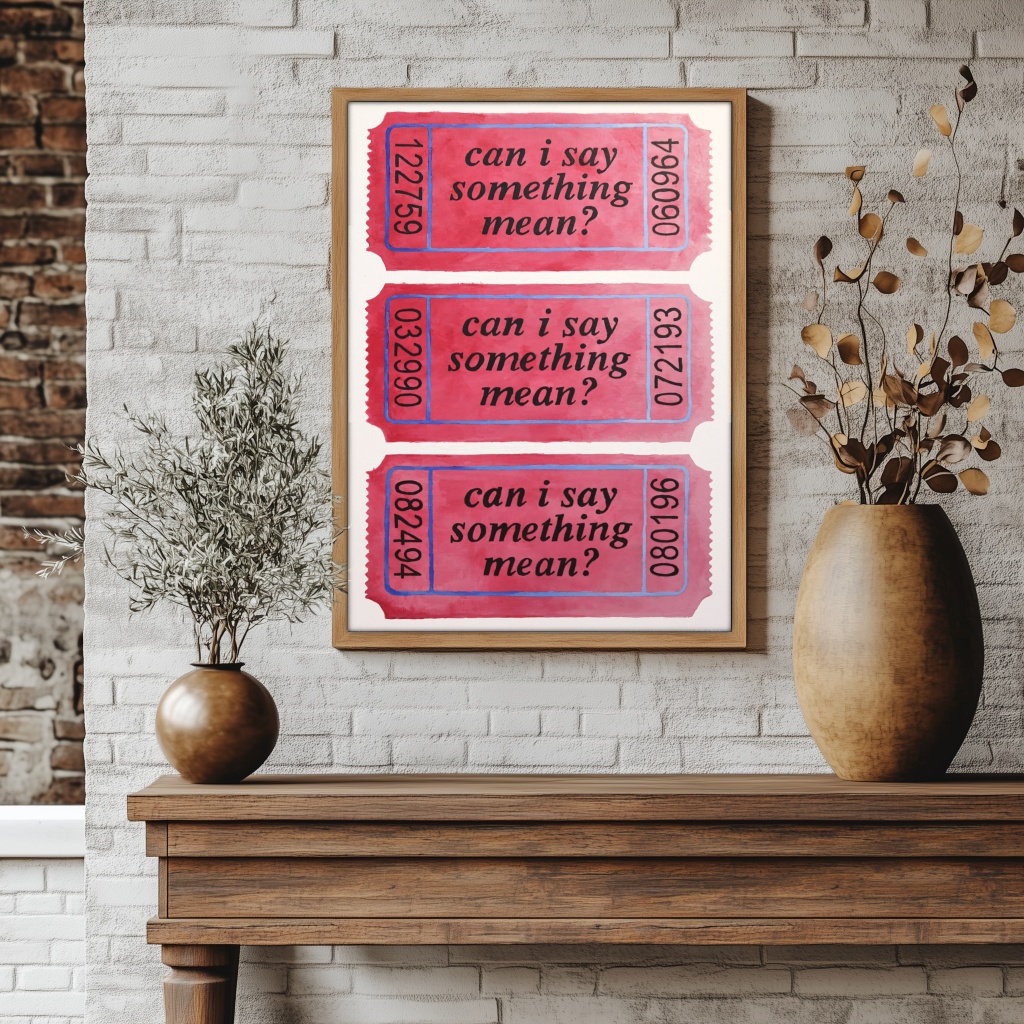 122759
can i say
something
mean?
060964
032990
can i say
something
mean?
072193
082494
can i say
something
mean?
080196